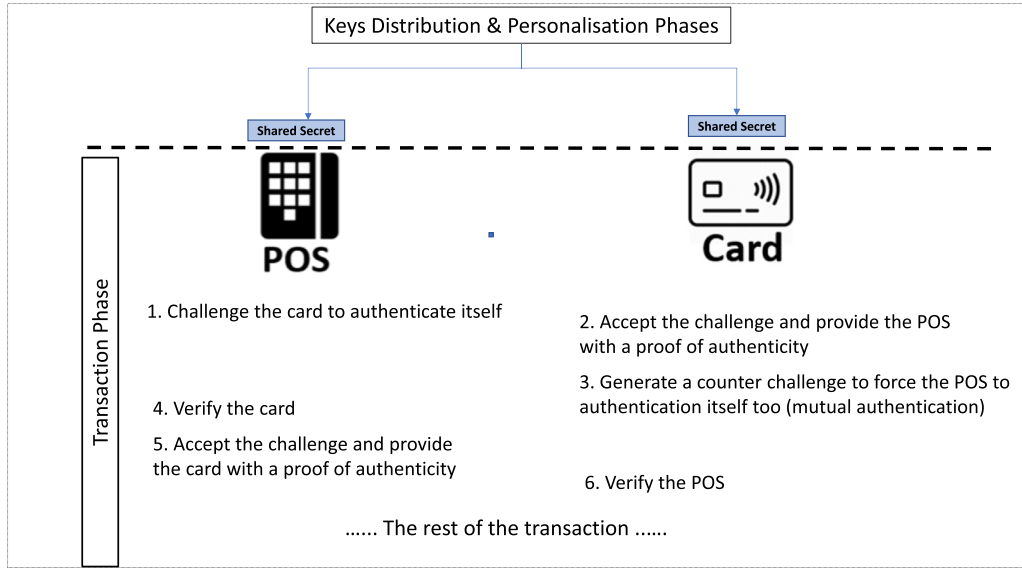 Keys Distribution & Personalisation Phases
Shared Secret
Shared Secret
POS
Card
Transaction Phase
1. Challenge the card to authenticate itself
2. Accept the challenge and provide the POS
with a proof of authenticity
3. Generate a counter challenge to force the POS to
authentication itself too (mutual authentication)
4. Verify the card
5. Accept the challenge and provide
the card with a proof of authenticity
6. Verify the POS
…... The rest of the transaction ...…